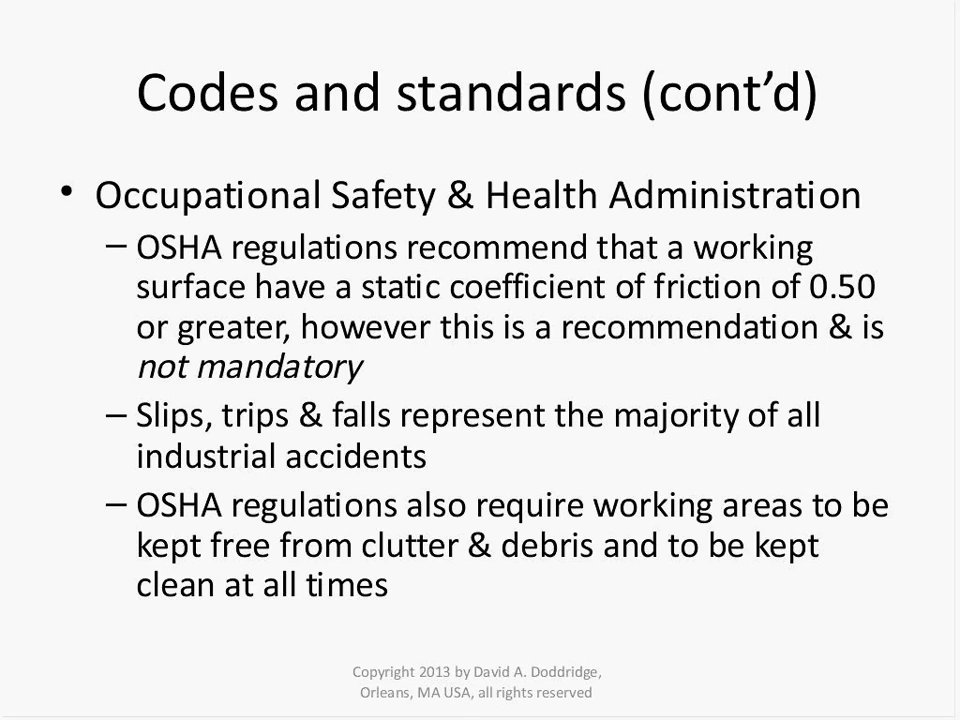 Codes and standards (cont’d)
• Occupational Safety & Health Administration
– OSHA regulations recommend that a working
surface have a static coefficient of friction of 0.50
or greater, however this is a recommendation & is
not mandatory
– Slips, trips & falls represent the majority of all
industrial accidents
– OSHA regulations also require working areas to be
kept free from clutter & debris and to be kept
clean at all times
Copyright 2013 by David A. Doddridge,
Orleans, MA USA, all rights reserved